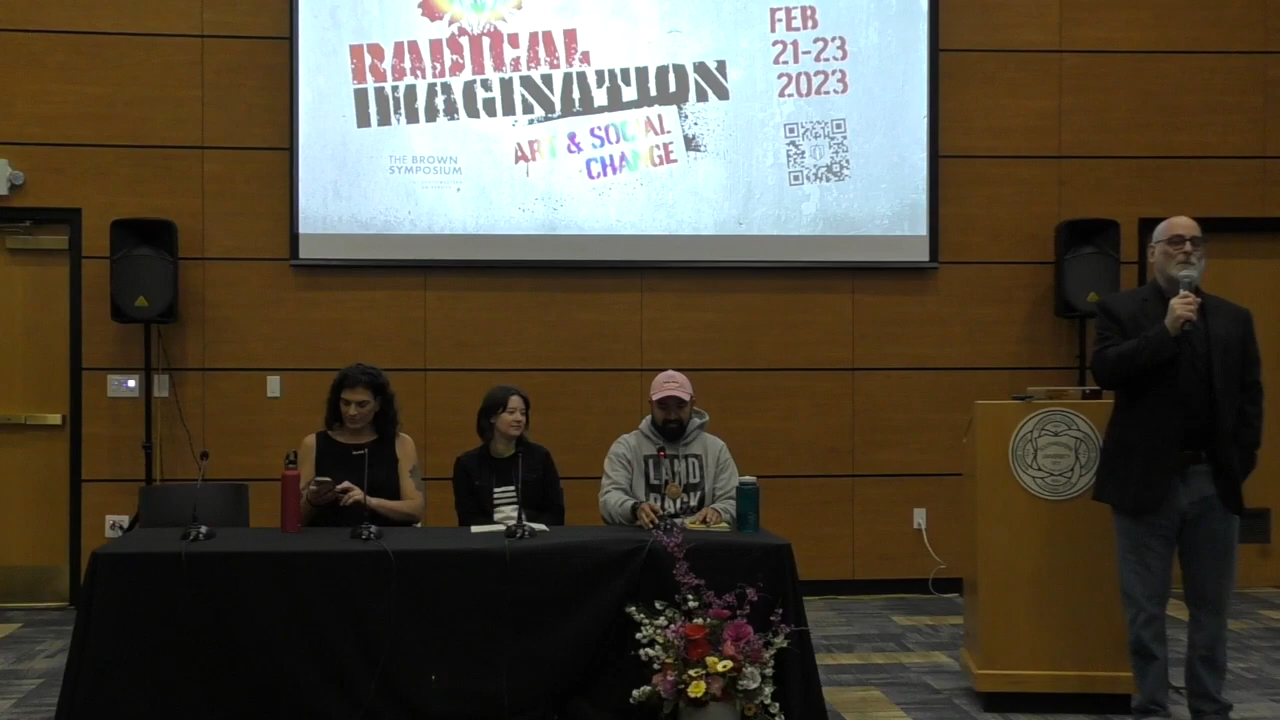 RADICAL
IMAGINATION
ART & SOCIAL
CHANGE
THE BROWN
SYMPOSIUM
FEB
21-23
2023
LAND
BACK